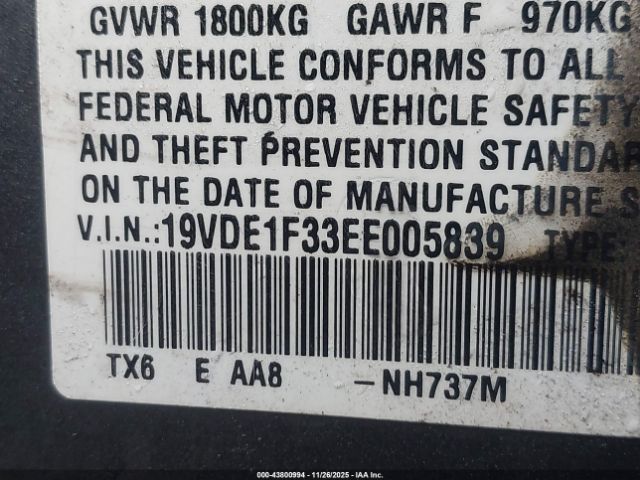 GVWR 1800KG GAWR F 970KG
THIS VEHICLE CONFORMS TO ALL
FEDERAL MOTOR VEHICLE SAFETY
AND THEFT PREVENTION STANDAR
ON THE DATE OF MANUFACTURE S
V.I.N.:19VDE1F33EE005839 TYPE:
TX6 E AA8 -NH737M
000-43800994 - 11/26/2025 - IAA Inc.